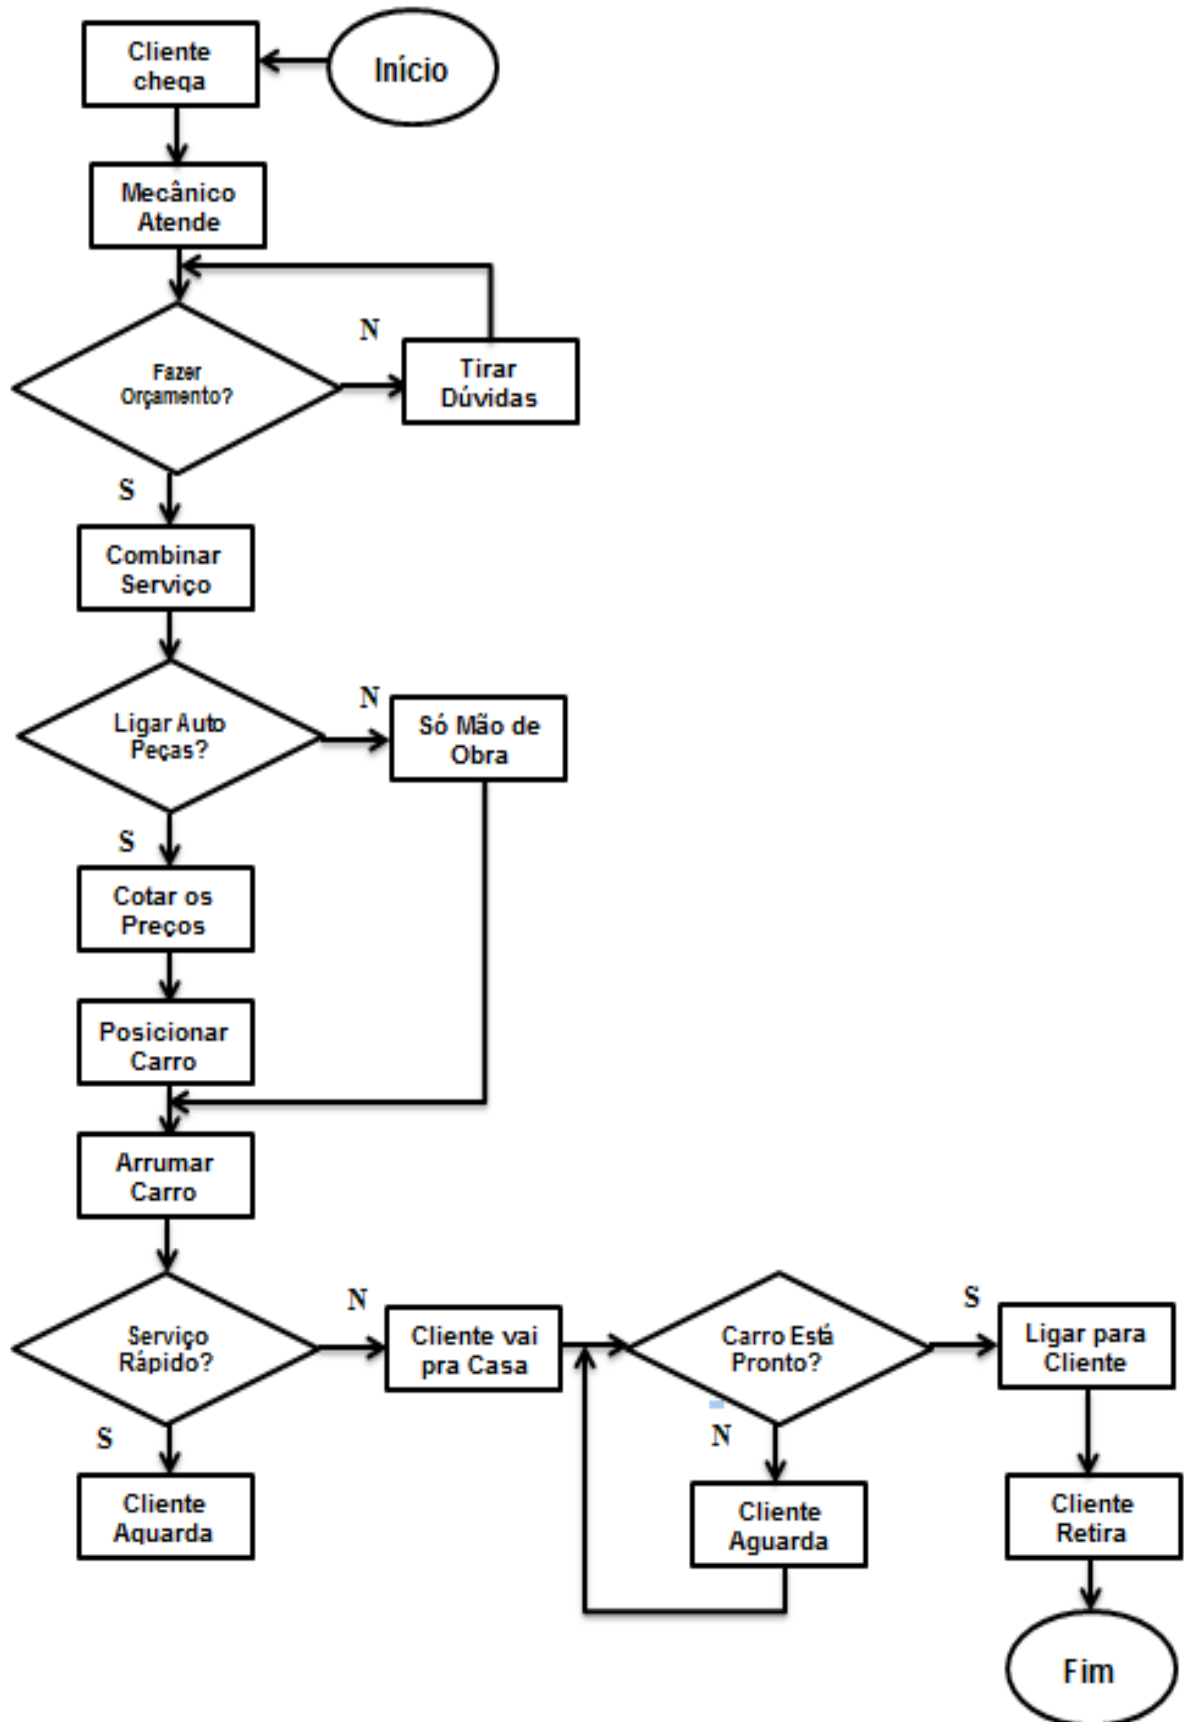 Início
Cliente
chega
Mecânico
Atende
Fazer
Orçamento?
N
Tirar
Dúvidas
S
Combinar
Serviço
Ligar Auto
Peças?
N
Só Mão de
Obra
S
Cotar os
Preços
Posicionar
Carro
Arrumar
Carro
Serviço
Rápido?
N
Cliente vai
pra Casa
Carro Está
Pronto?
S
Ligar para
Cliente
S
Cliente
Aguarda
N
Cliente
Aguarda
Cliente
Retira
Fim